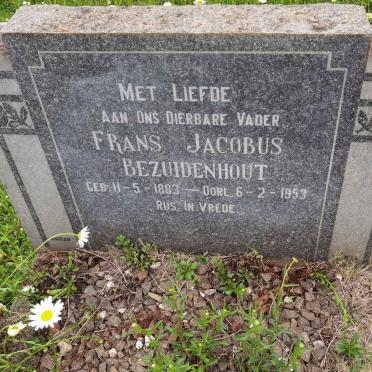 MET LIEFDE
AAN ONS DIERBARE VADER
FRANS JACOBUS
BEZUIDENHOUT
GEB. 11-5-1883 — OORL. 6-2-1953
RUS IN VREDE.